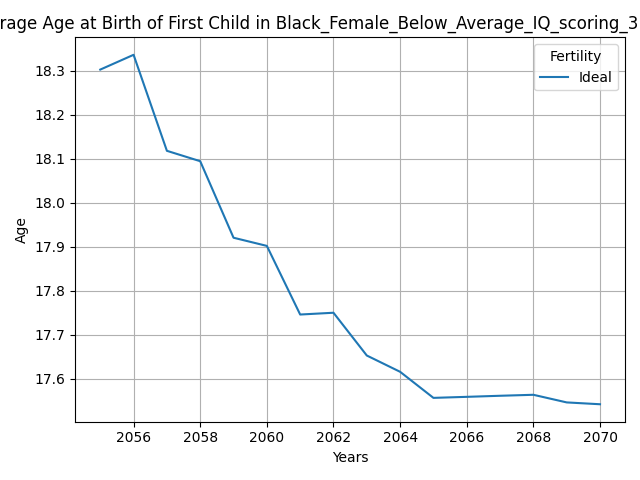 rage Age at Birth of First Child in Black_Female_Below_Average_IQ_scoring_3
Fertility
Ideal
18.3
18.2
18.1
18.0
17.9
17.8
17.7
17.6
Age
2056 2058 2060 2062 2064 2066 2068 2070
Years